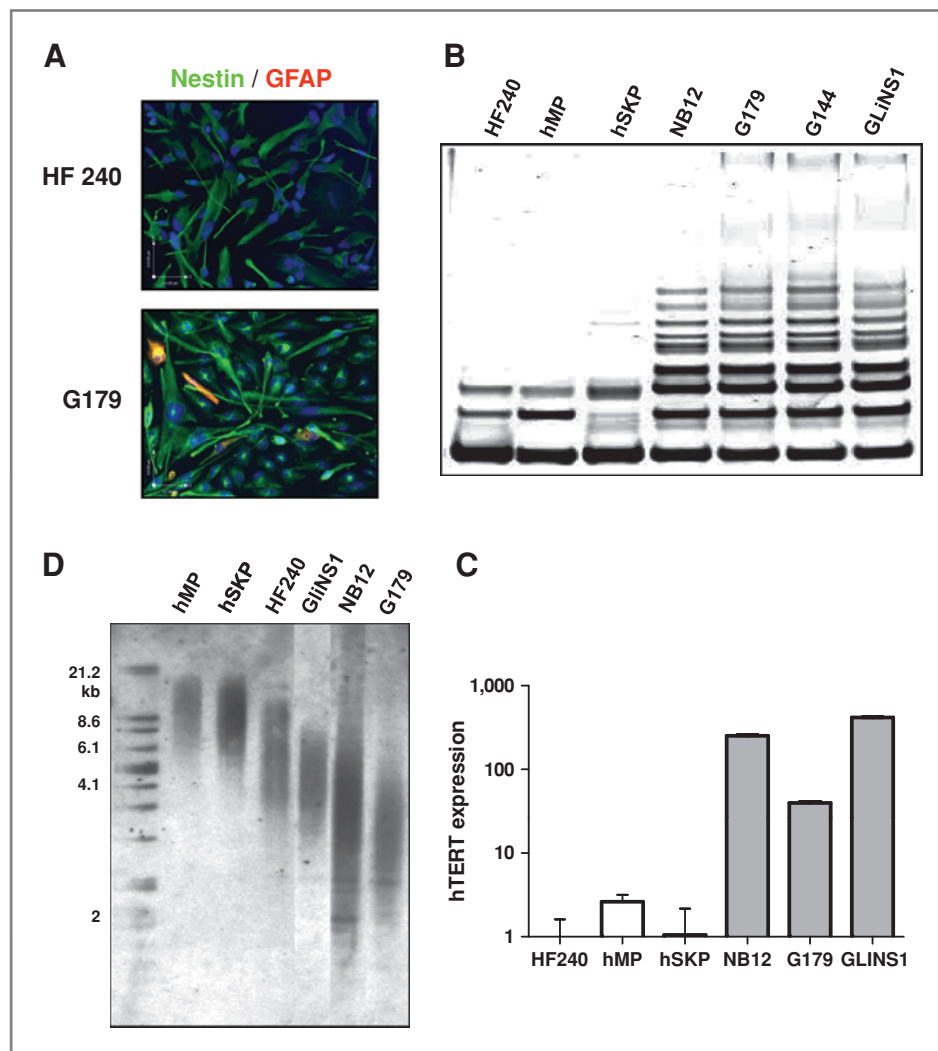 A
Nestin / GFAP
HF 240
G179
B
HF240
hMP
hSKP
NB12
G179
G144
GLiNS1
D
hMP
hSKP
HF240
GliNS1
NB12
G179
21.2
kb
8.6
6.1
4.1
2
C
hTERT expression
1,000
100
10
1
HF240 hMP hSKP NB12 G179 GLINS1